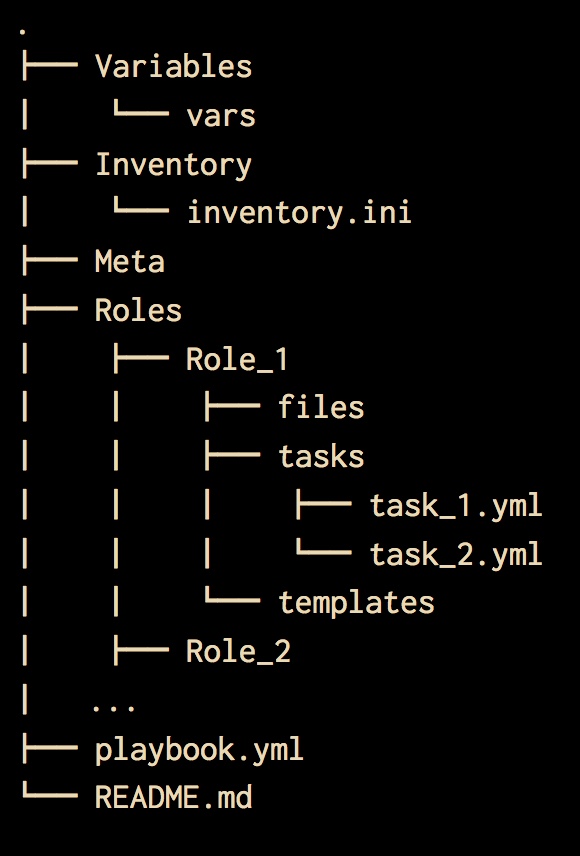 .
├── Variables
│    └── vars
├── Inventory
│    └── inventory.ini
├── Meta
├── Roles
│    ├── Role_1
│    │    ├── files
│    │    ├── tasks
│    │    │    ├── task_1.yml
│    │    │    └── task_2.yml
│    │    └── templates
│    ├── Role_2
│   ...
├── playbook.yml
└── README.md